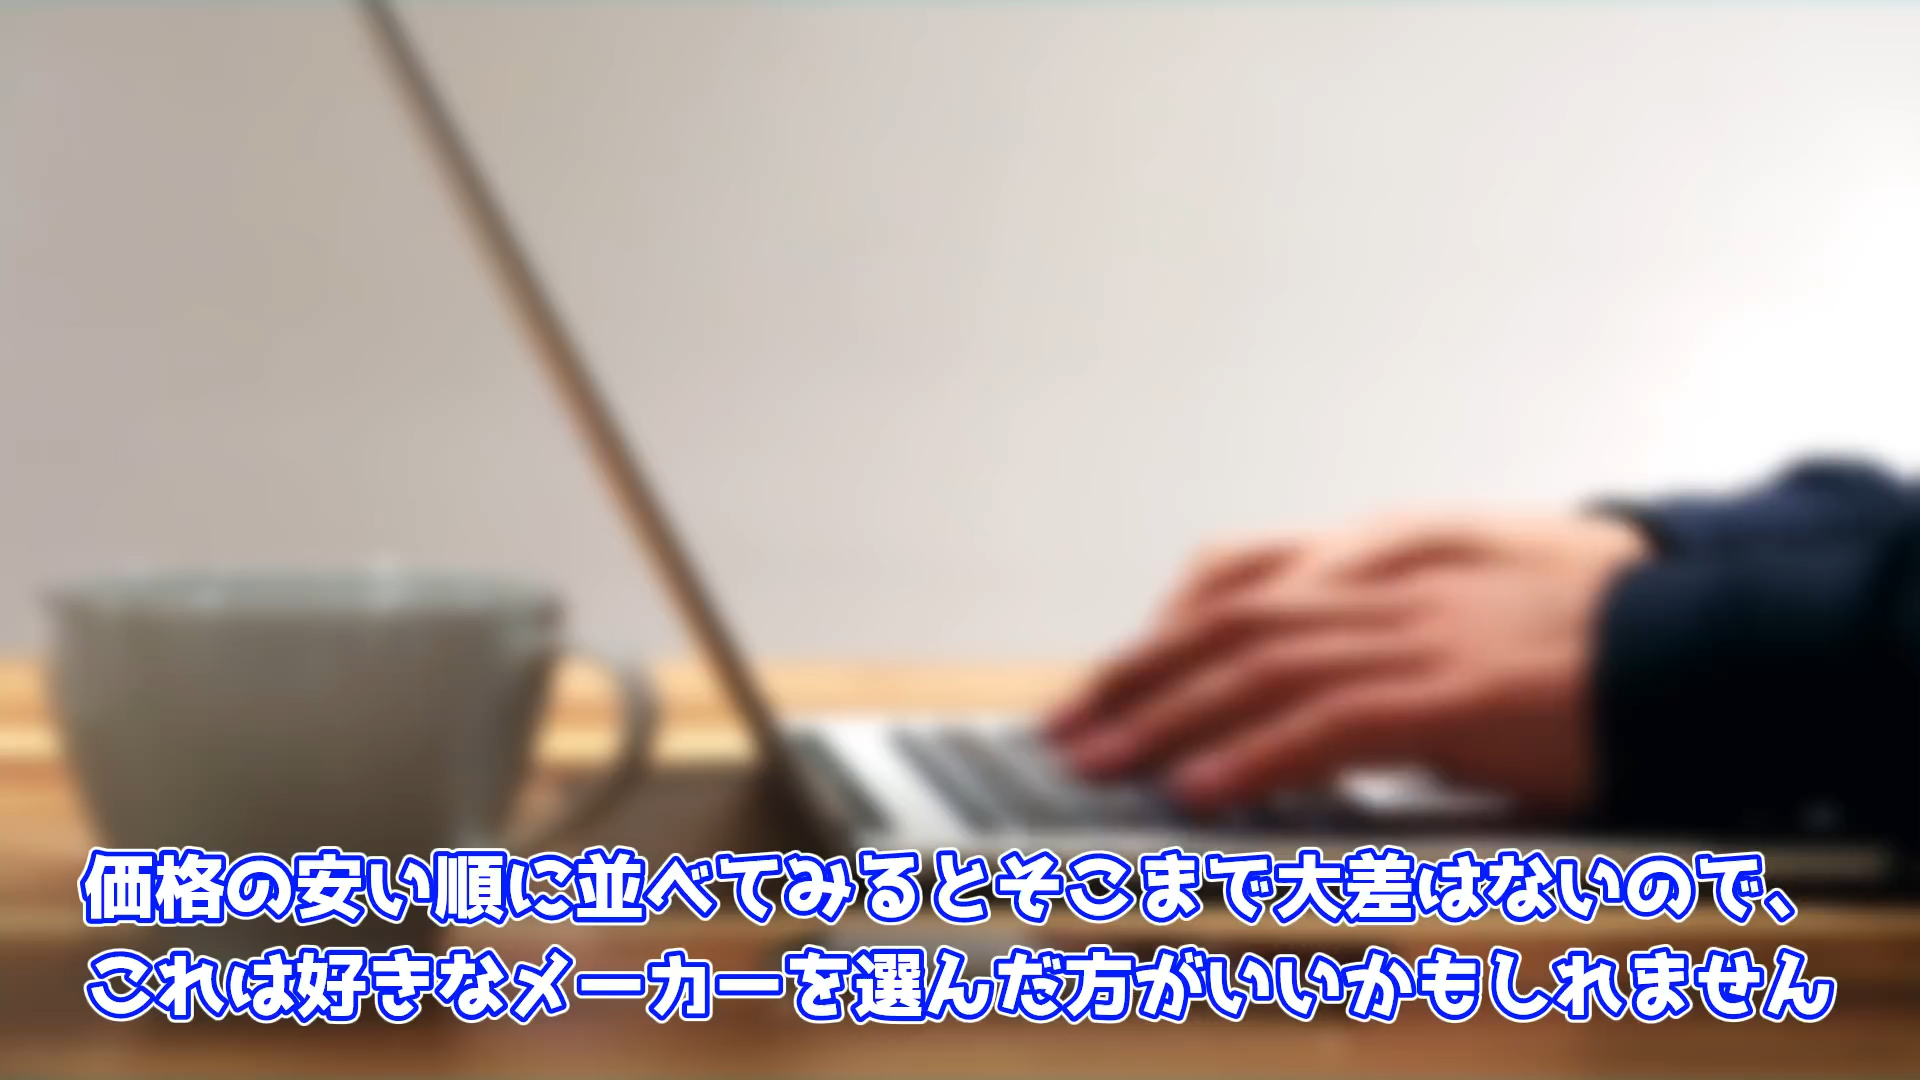 価格の安い順に並べてみるとそこまで大差はないので、
これは好きなメーカーを選んだ方がいいかもしれません